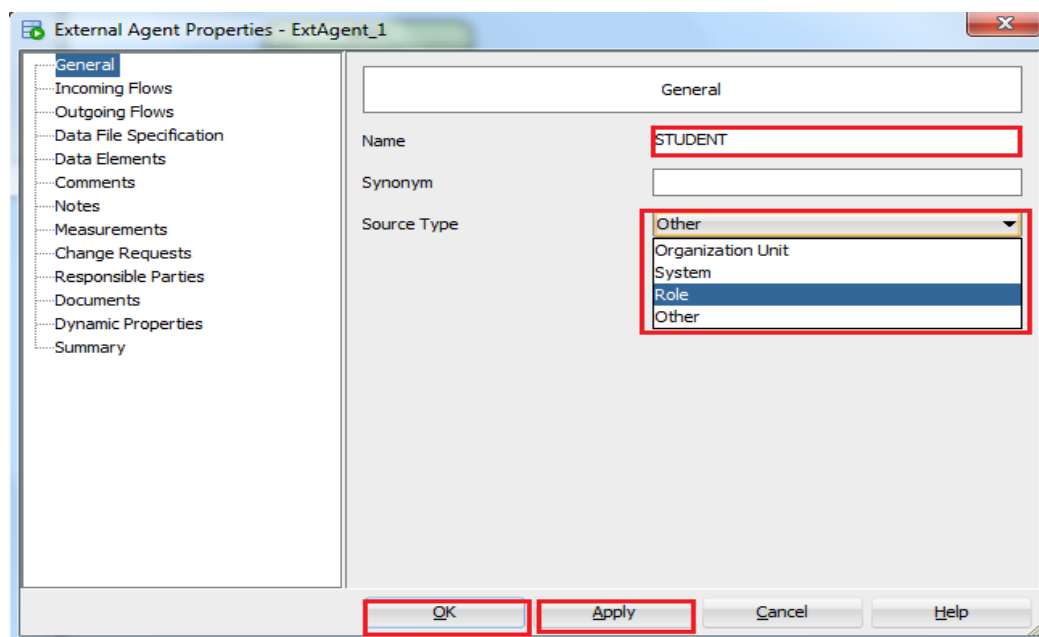 External Agent Properties - ExtAgent_1
General
Incoming Flows
Outgoing Flows
Data File Specification
Data Elements
Comments
Notes
Measurements
Change Requests
Responsible Parties
Documents
Dynamic Properties
Summary
General
Name STUDENT
Synonym
Source Type Other
Organization Unit
System
Role
Other
OK Apply Cancel Help